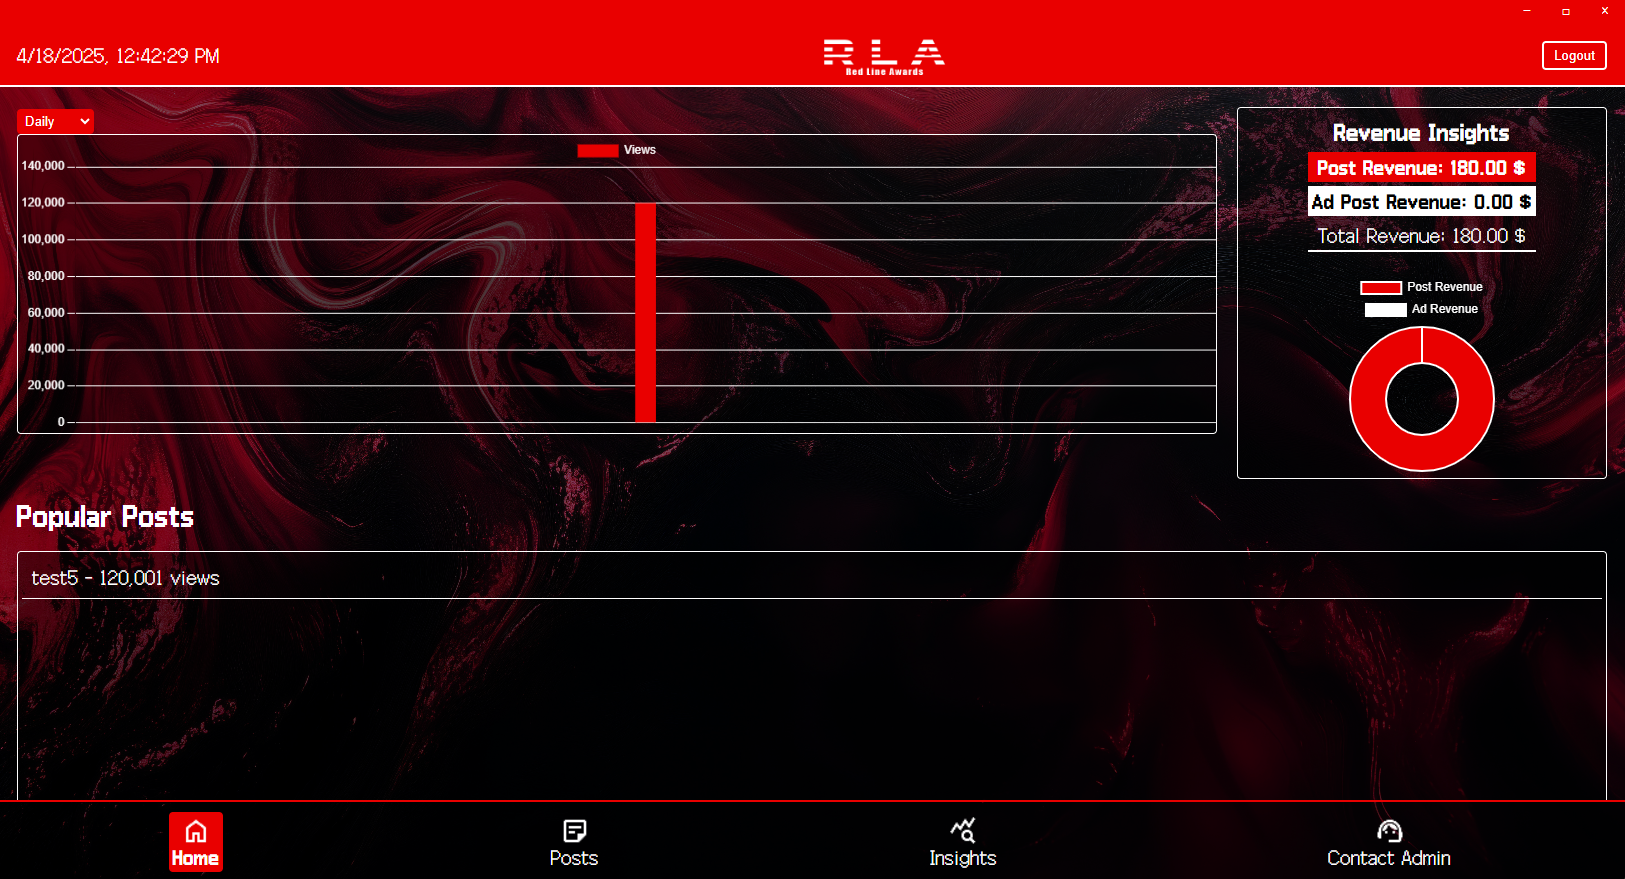 4/18/2025, 12:42:29 PM
RLA
Red Line Awards
Logout
Daily
Views
140,000
120,000
100,000
80,000
60,000
40,000
20,000
0
Revenue Insights
Post Revenue: 180.00 $
Ad Post Revenue: 0.00 $
Total Revenue: 180.00 $
Post Revenue
Ad Revenue
Popular Posts
test5 - 120,001 views
Home
Posts
Insights
Contact Admin